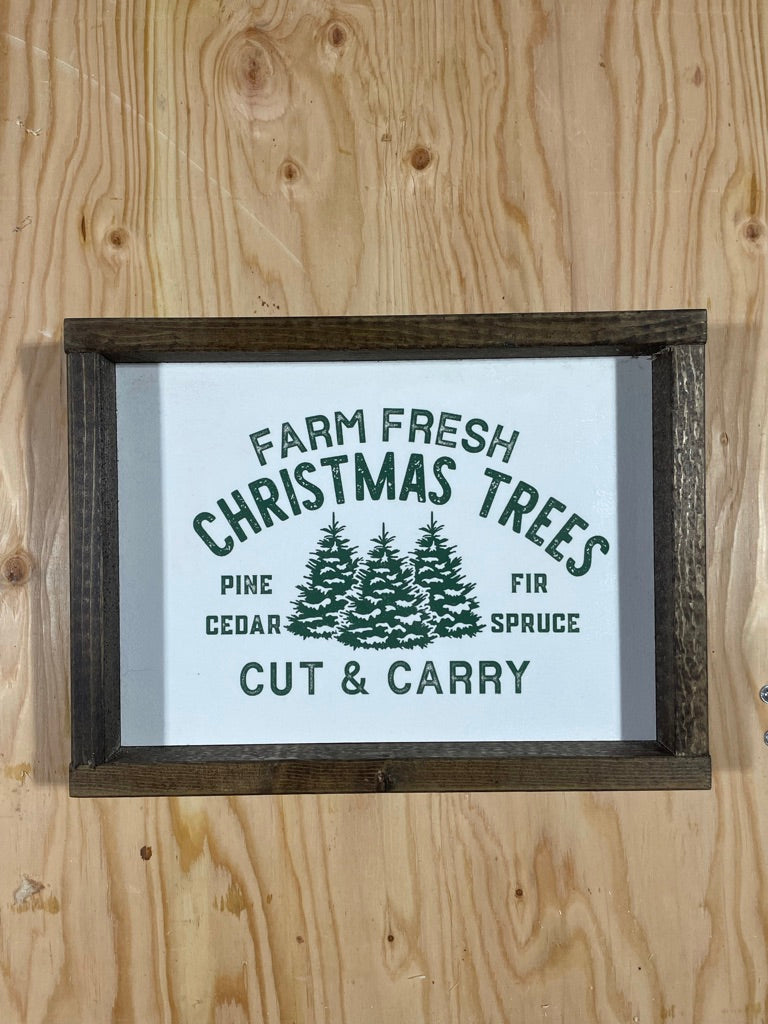 FARM FRESH
CHRISTMAS TREES
PINE FIR
CEDAR SPRUCE
CUT & CARRY